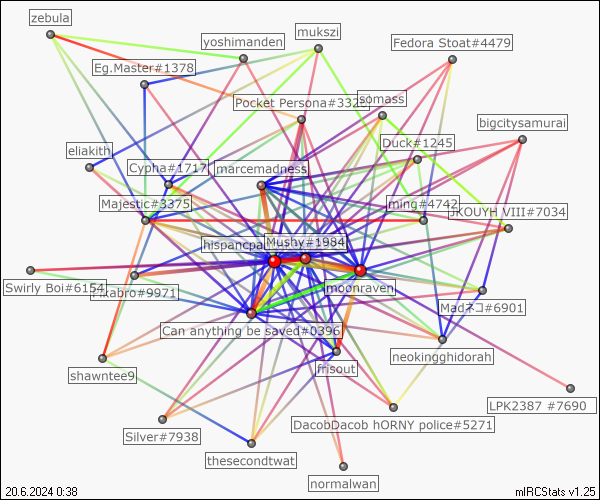 zebula
mukszi
yoshimanden
Fedora Stoat#4479
Eg.Master#1378
Pocket Persona#332
somass
bigcitysamurai
Duck#1245
eliakith
Cypha#1717
marcemadness
Majestic#3375
ming#4742
JKOUYH VIII#7034
hispancpa
Mushy#1984
moonraven
Swirly Boi#6154
kabro#9971
Madネコ#6901
Can anything be saved#0396
neokingghidorah
frisout
shawntee9
LPK2387 #7690
DacobDacob hORNY police#5271
Silver#7938
thesecondtwat
normalwan
20.6.2024 0:38
mIRCStats v1.25